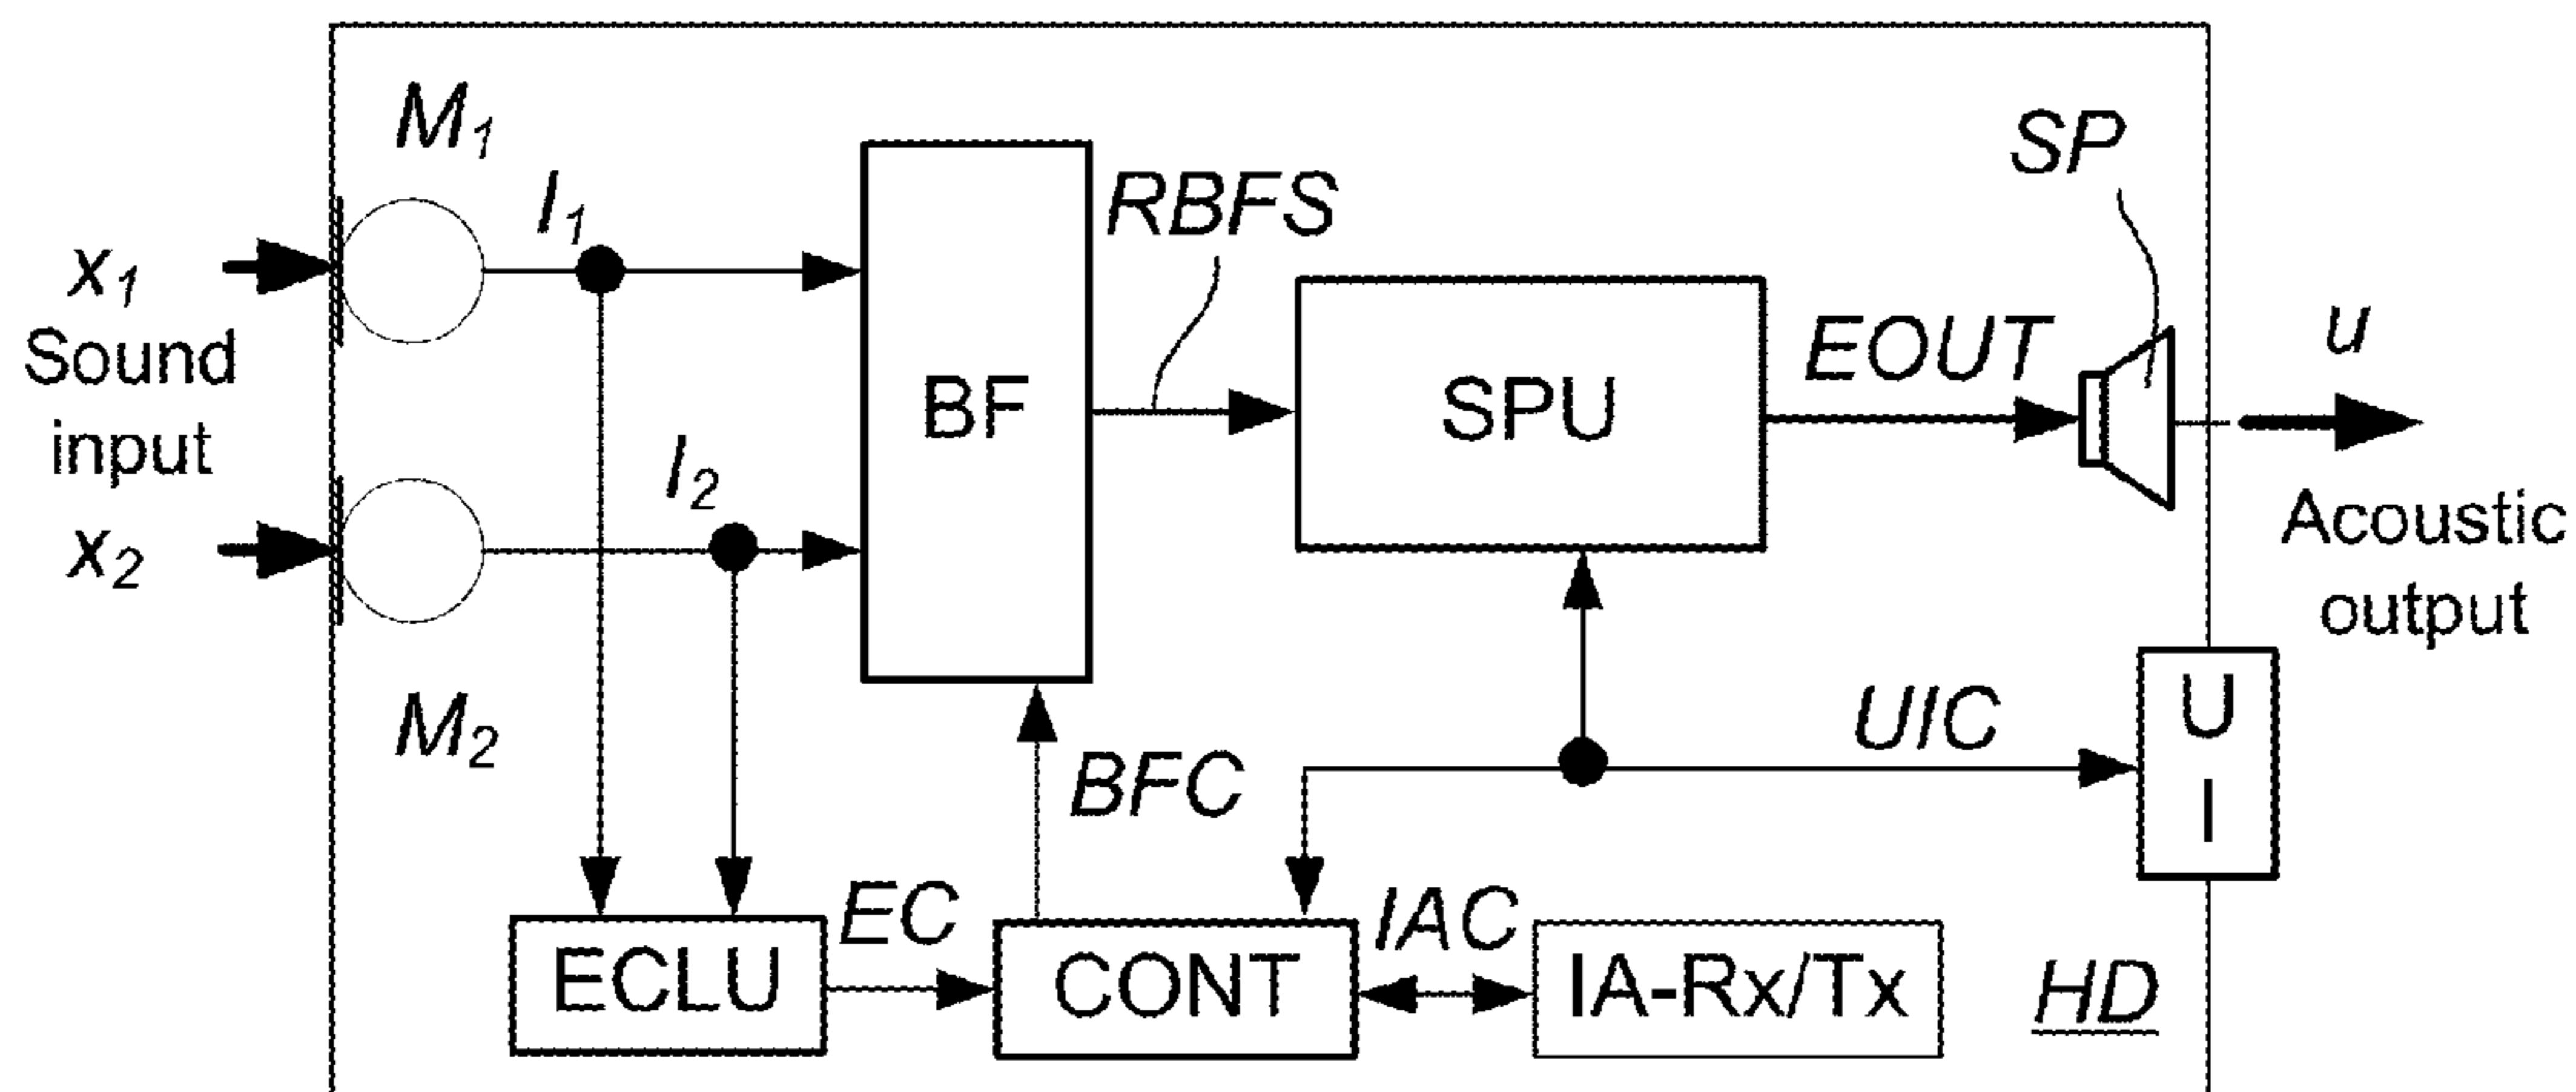 M₁
SP
I₁
RBFS
x₁
Sound
input
EOUT
u
BF
SPU
I₂
x₂
Acoustic
output
M₂
BFC
UIC
U
I
EC
IAC
ECLU
CONT
IA-Rx/Tx
HD